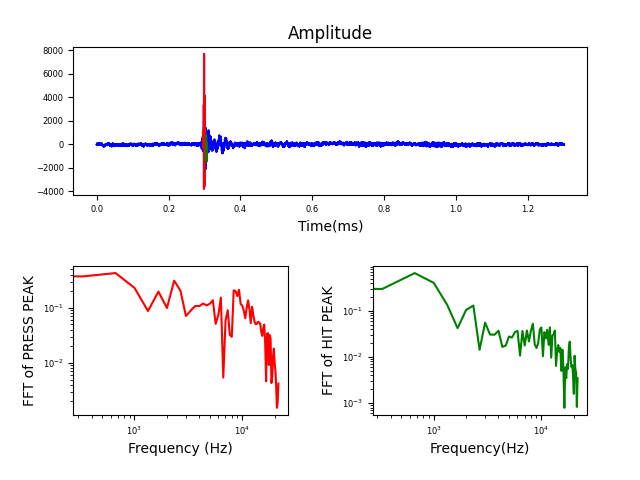 Amplitude
8000
6000
4000
2000
0
−2000
−4000
0.0 0.2 0.4 0.6 0.8 1.0 1.2
Time(ms)
FFT of PRESS PEAK
10⁻¹
10⁻²
10³ 10⁴
Frequency (Hz)
FFT of HIT PEAK
10⁻¹
10⁻²
10⁻³
10³ 10⁴
Frequency(Hz)